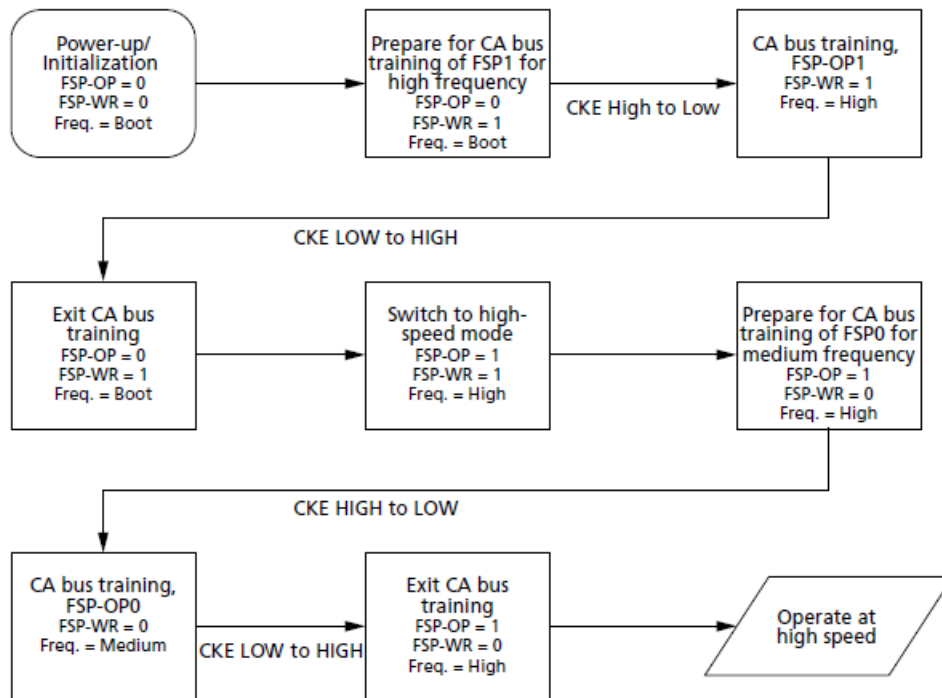 Power-up/
Initialization
FSP-OP = 0
FSP-WR = 0
Freq. = Boot
Prepare for CA bus
training of FSP1 for
high frequency
FSP-OP = 0
FSP-WR = 1
Freq. = Boot
CKE High to Low
CA bus training,
FSP-OP1
FSP-WR = 1
Freq. = High
CKE LOW to HIGH
Exit CA bus
training
FSP-OP = 0
FSP-WR = 1
Freq. = Boot
Switch to high-
speed mode
FSP-OP = 1
FSP-WR = 1
Freq. = High
Prepare for CA bus
training of FSP0 for
medium frequency
FSP-OP = 1
FSP-WR = 0
Freq. = High
CKE HIGH to LOW
CA bus training,
FSP-OP0
FSP-WR = 0
Freq. = Medium
CKE LOW to HIGH
Exit CA bus
training
FSP-OP = 1
FSP-WR = 0
Freq. = High
Operate at
high speed